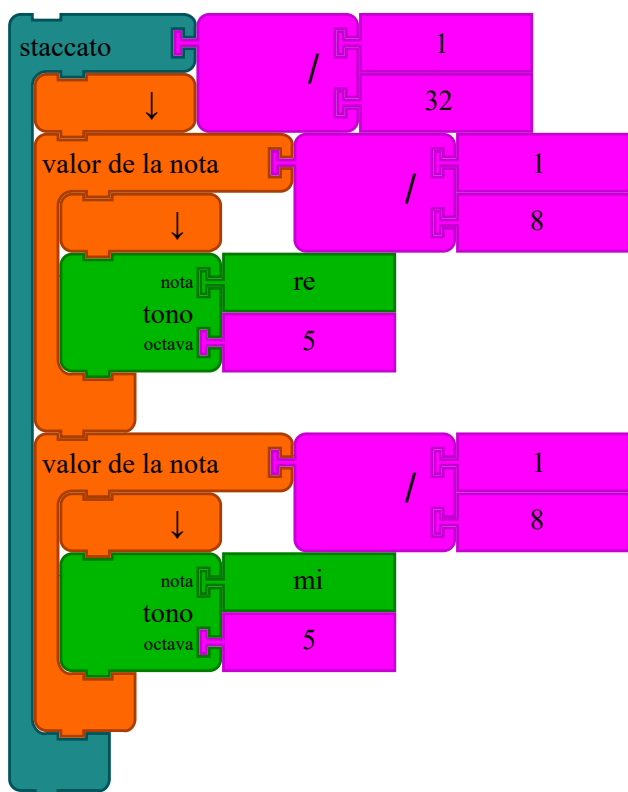 staccato / 1
32
↓
valor de la nota / 1
8
↓
nota re
tono
octava 5
valor de la nota / 1
8
↓
nota mi
tono
octava 5